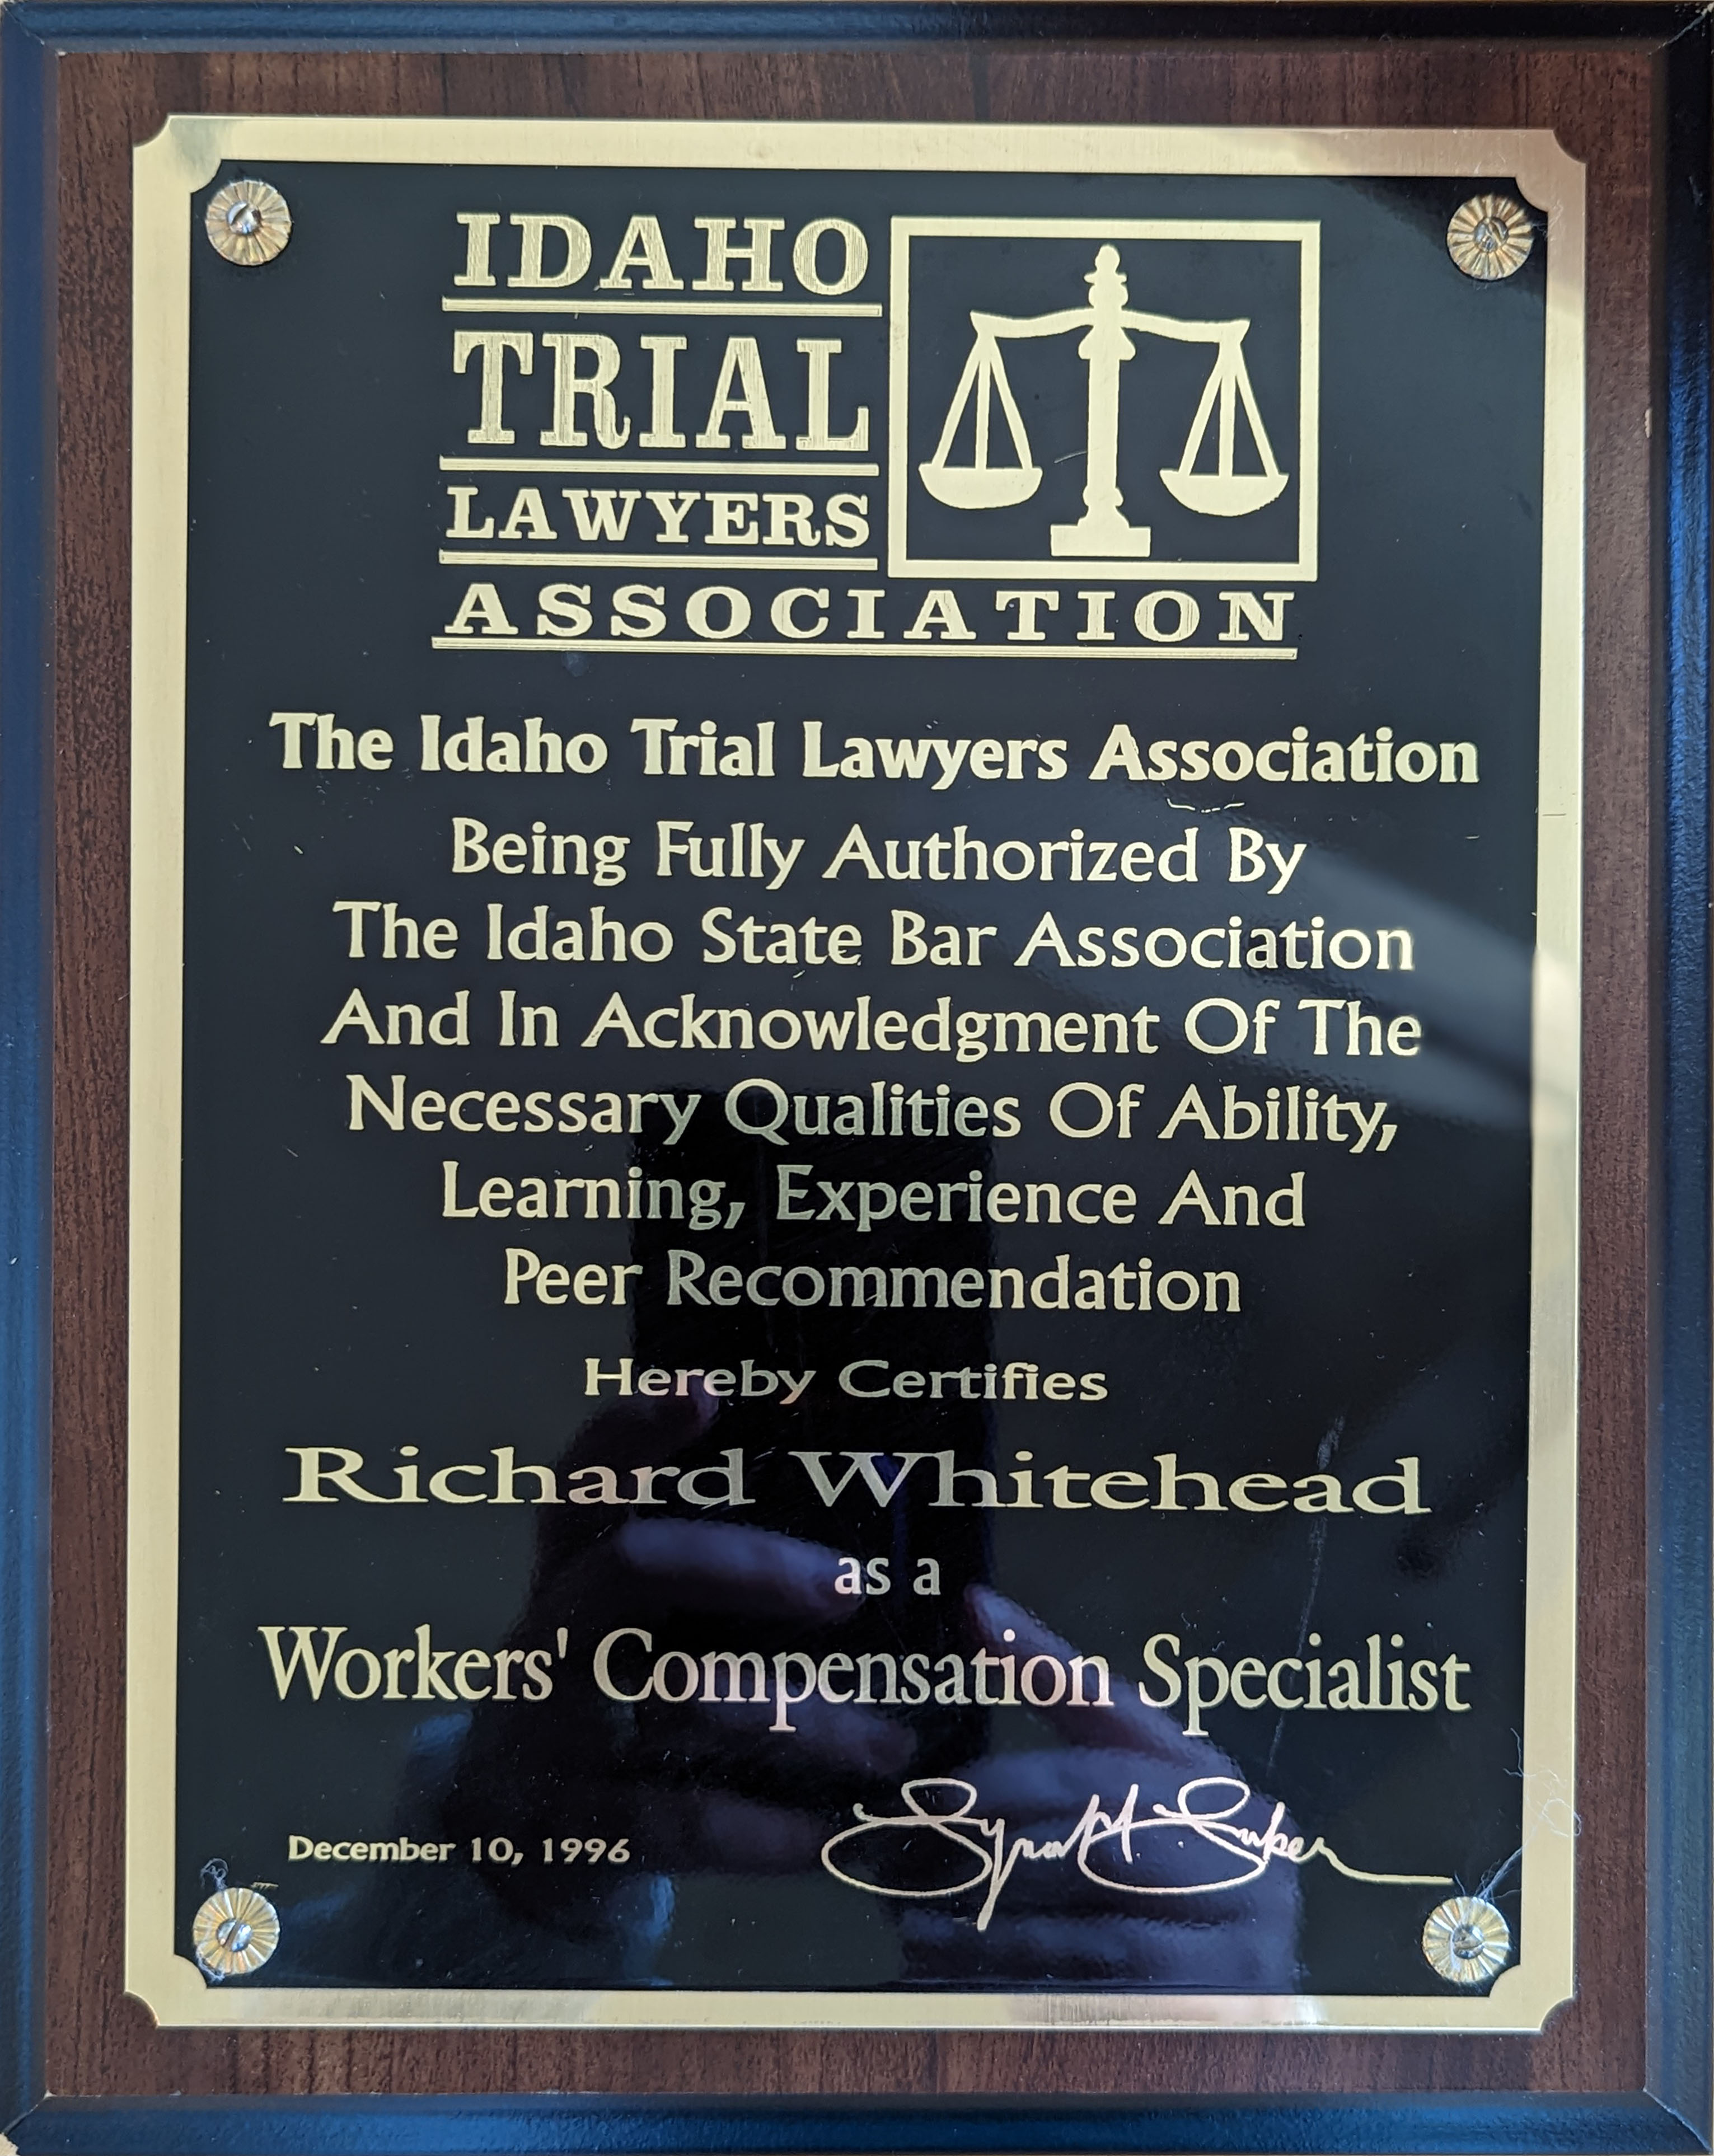 IDAHO
TRIAL
LAWYERS
ASSOCIATION
The Idaho Trial Lawyers Association
Being Fully Authorized By
The Idaho State Bar Association
And In Acknowledgment Of The
Necessary Qualities Of Ability,
Learning, Experience And
Peer Recommendation
Hereby Certifies
Richard Whitehead
as a
Workers' Compensation Specialist
December 10, 1996